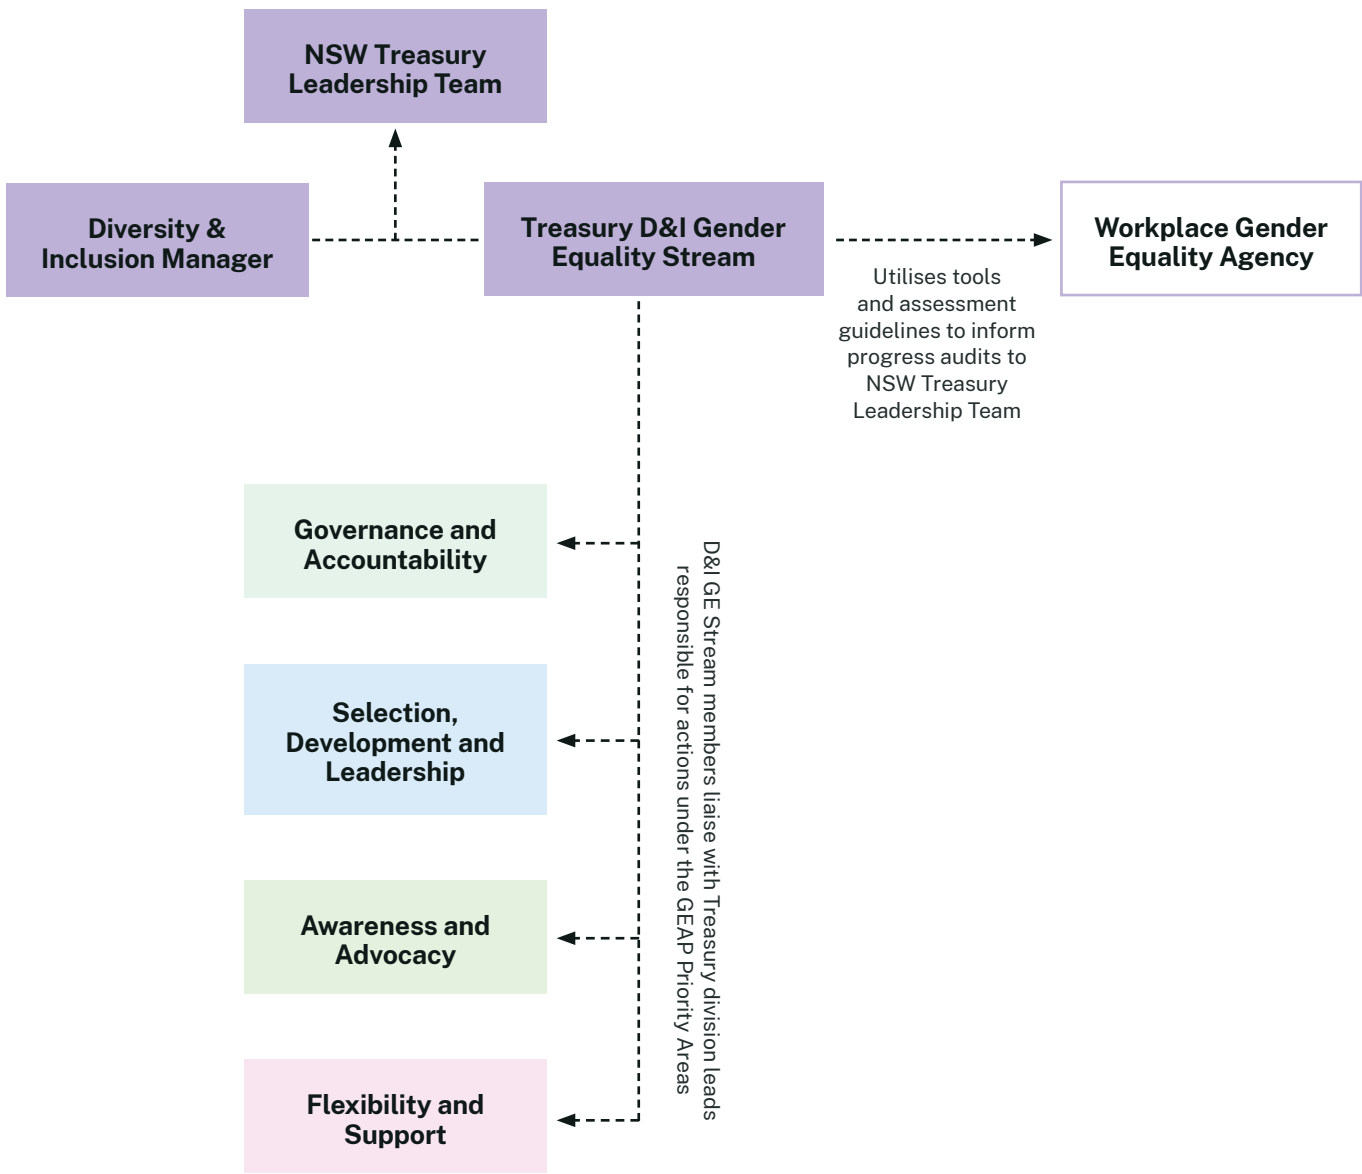 NSW Treasury
Leadership Team
Diversity &
Inclusion Manager
Treasury D&I Gender
Equality Stream
Workplace Gender
Equality Agency
Utilises tools
and assessment
guidelines to inform
progress audits to
NSW Treasury
Leadership Team
Governance and
Accountability
Selection,
Development and
Leadership
Awareness and
Advocacy
Flexibility and
Support
D&I GE Stream members liaise with Treasury division leads
responsible for actions under the GEAP Priority Areas